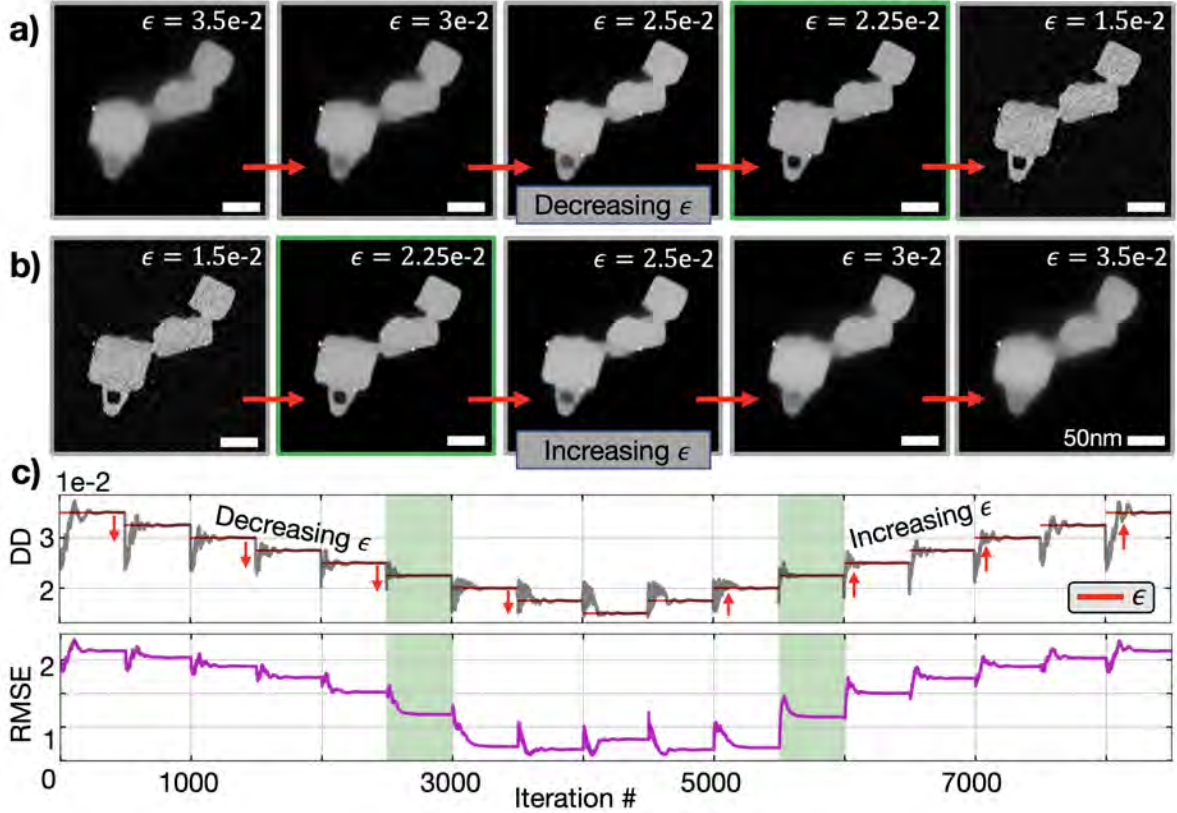 a)
ϵ = 3.5e-2
ϵ = 3e-2
ϵ = 2.5e-2
ϵ = 2.25e-2
ϵ = 1.5e-2
Decreasing ϵ
b)
ϵ = 1.5e-2
ϵ = 2.25e-2
ϵ = 2.5e-2
ϵ = 3e-2
ϵ = 3.5e-2
Increasing ϵ
50nm
c)
1e-2
DD
3
2
Decreasing ϵ
Increasing ϵ
ϵ
RMSE
2
1
0 1000 3000 5000 7000
Iteration #